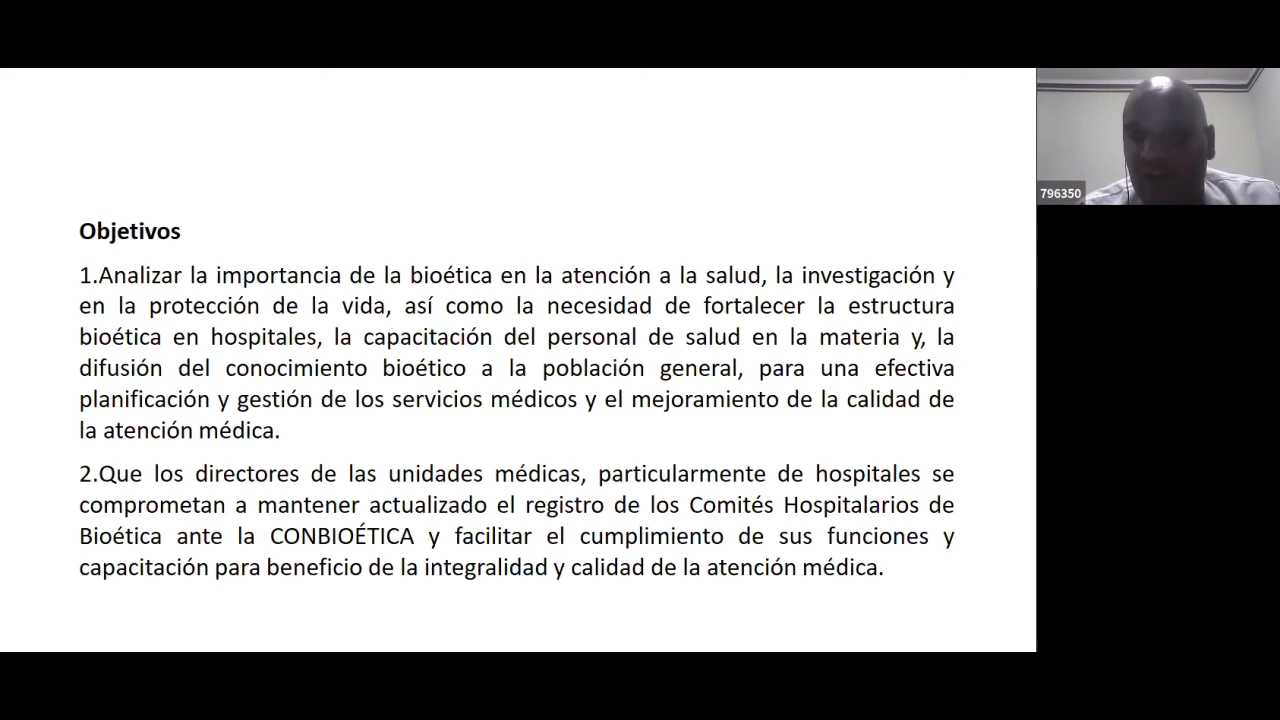 Objetivos
1.Analizar la importancia de la bioética en la atención a la salud, la investigación y
en la protección de la vida, así como la necesidad de fortalecer la estructura
bioética en hospitales, la capacitación del personal de salud en la materia y, la
difusión del conocimiento bioético a la población general, para una efectiva
planificación y gestión de los servicios médicos y el mejoramiento de la calidad de
la atención médica.
2.Que los directores de las unidades médicas, particularmente de hospitales se
comprometan a mantener actualizado el registro de los Comités Hospitalarios de
Bioética ante la CONBIOÉTICA y facilitar el cumplimiento de sus funciones y
capacitación para beneficio de la integralidad y calidad de la atención médica.
796350